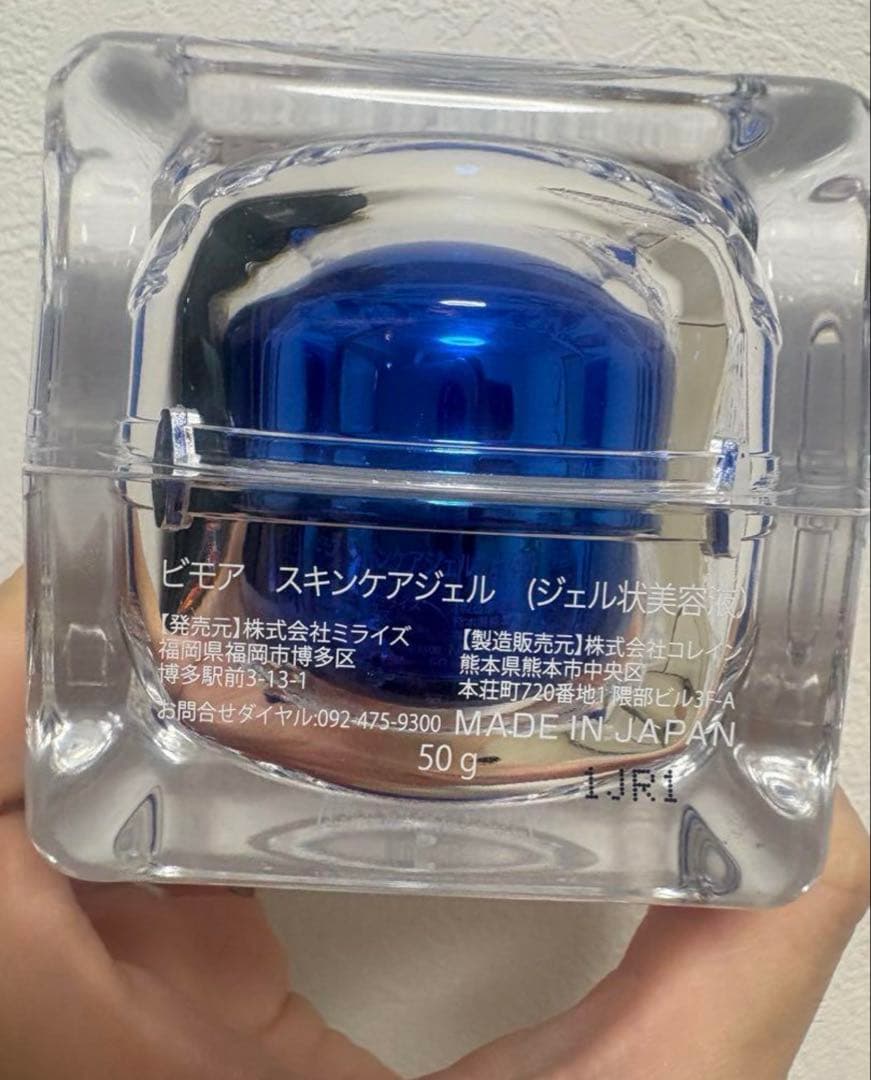 ビモア　スキンケアジェル　(ジェル状美容液)
【発売元】株式会社ミライズ
福岡県福岡市博多区
博多駅前3-13-1
お問合せダイヤル:092-475-9300
【製造販売元】株式会社コレイン
熊本県熊本市中央区
本荘町720番地1 隈部ビル3F-A
MADE IN JAPAN
50 g
1JR1